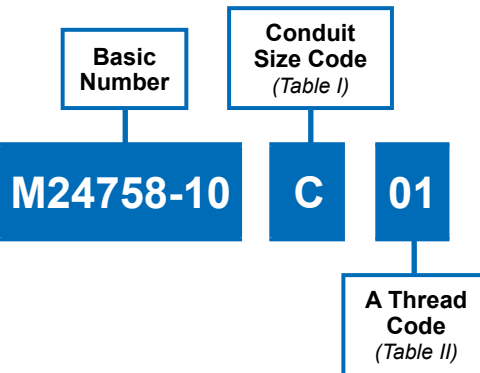 Basic
Number
Conduit
Size Code
(Table I)
M24758-10
C
01
A Thread
Code
(Table II)